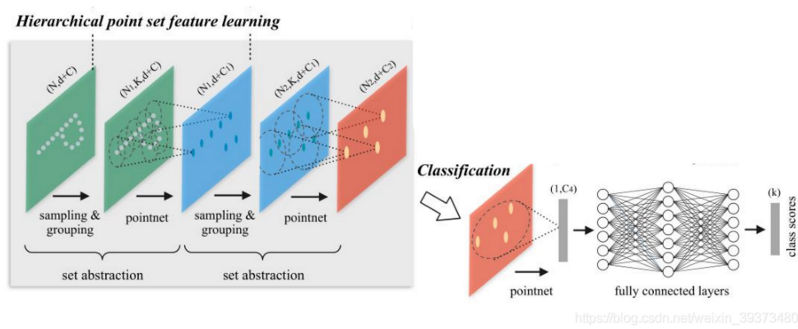 Hierarchical point set feature learning
(N,d+C)
(N1,K,d+C)
(N1,d+C1)
(N2,K,d+C1)
(N2,d+C2)
sampling &
grouping
pointnet
sampling &
grouping
pointnet
set abstraction
set abstraction
Classification
(1,C4)
(k)
class scores
pointnet
fully connected layers
https://blog.csdn.net/weixin_39373480